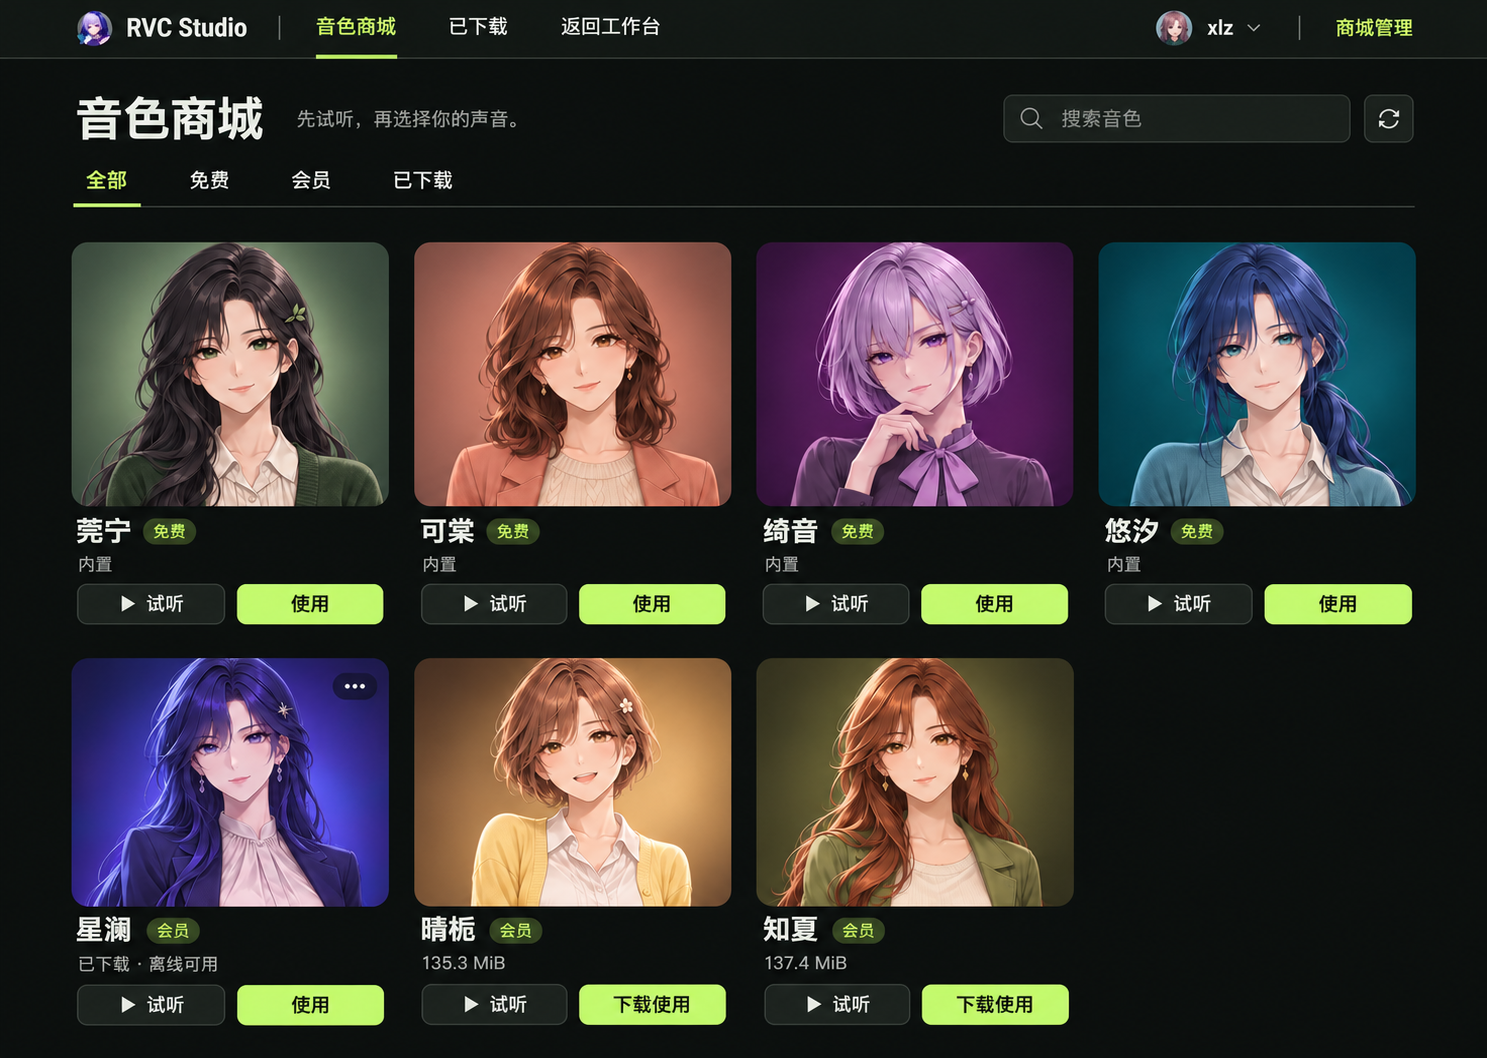 RVC Studio
音色商城
已下载
返回工作台
xlz
商城管理
音色商城
先试听，再选择你的声音。
搜索音色
全部
免费
会员
已下载
莞宁 免费
内置
试听
使用
可棠 免费
内置
试听
使用
绮音 免费
内置
试听
使用
悠汐 免费
内置
试听
使用
星澜 会员
已下载 · 离线可用
试听
使用
晴栀 会员
135.3 MiB
试听
下载使用
知夏 会员
137.4 MiB
试听
下载使用